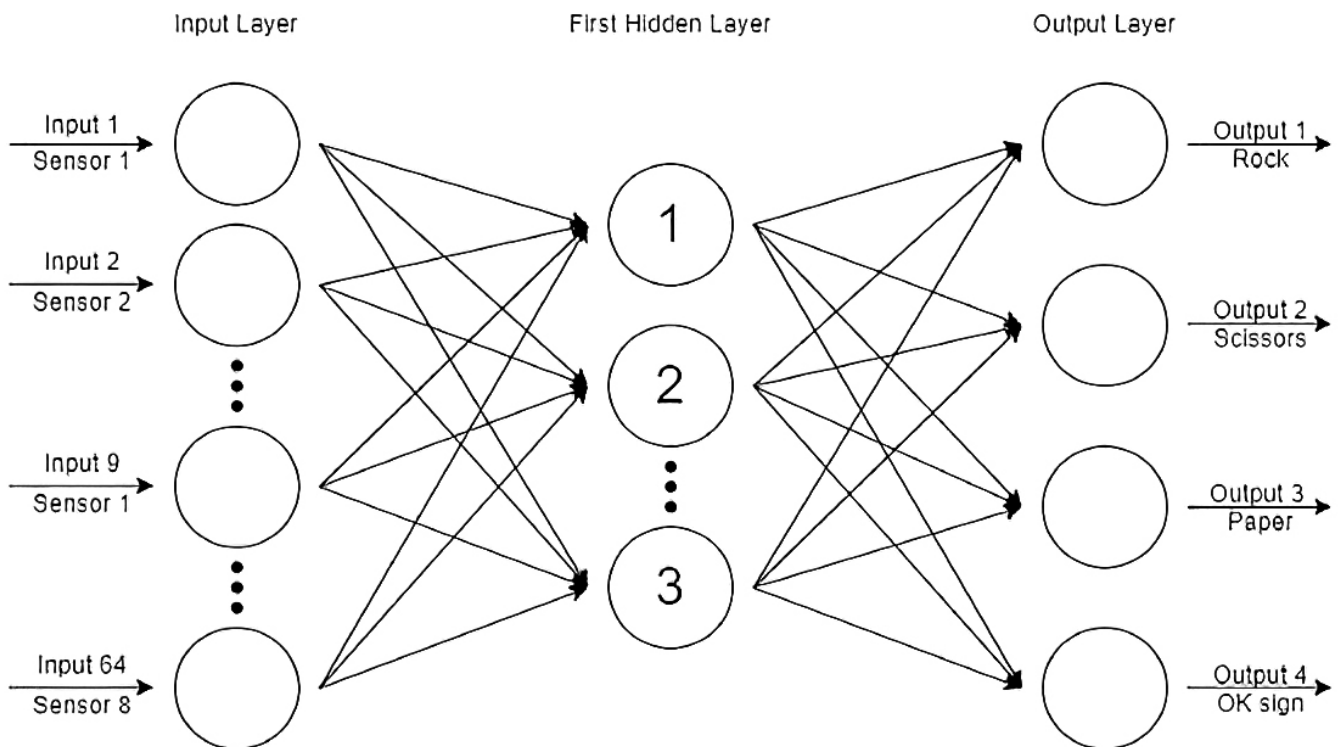 Input Layer
First Hidden Layer
Output Layer
Input 1
Sensor 1
Input 2
Sensor 2
Input 9
Sensor 1
Input 64
Sensor 8
1
2
3
Output 1
Rock
Output 2
Scissors
Output 3
Paper
Output 4
OK sign